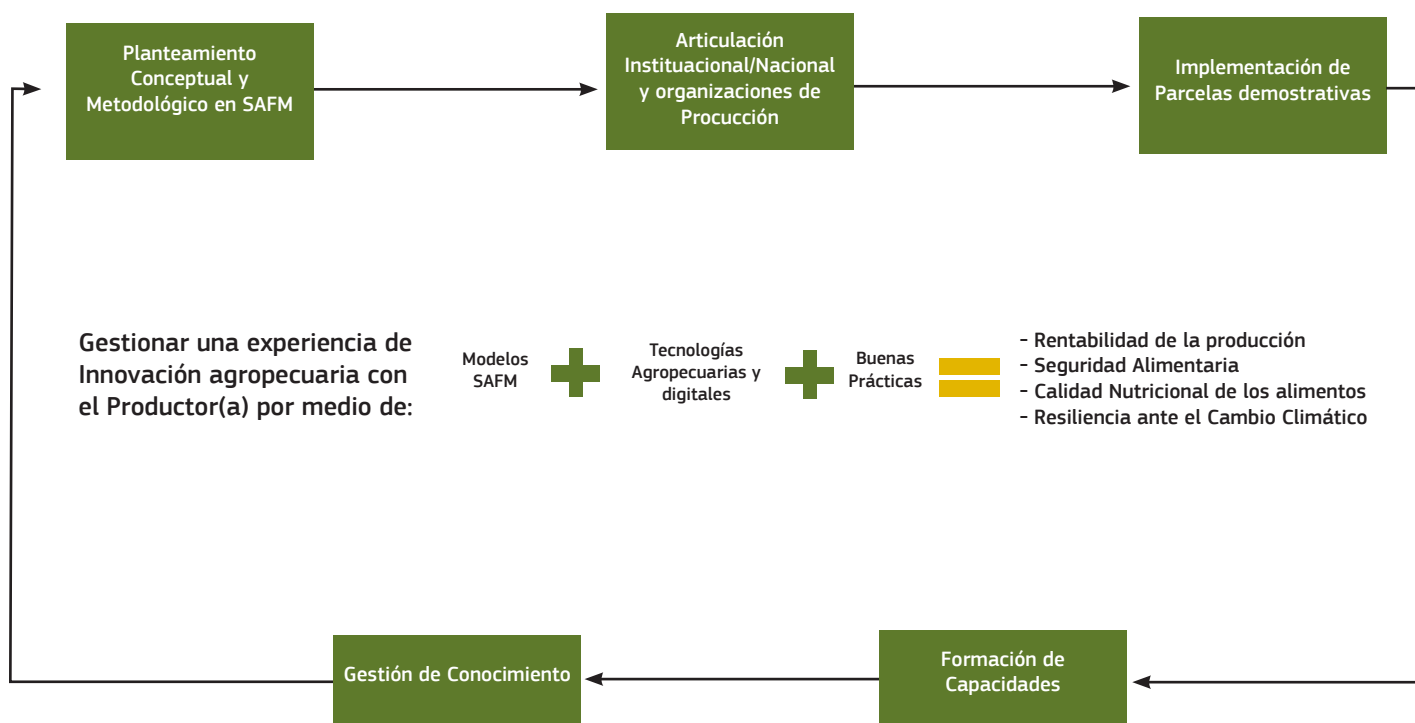 Planteamiento
Conceptual y
Metodológico en SAFM
Articulación
Instituacional/Nacional
y organizaciones de
Procucción
Implementación de
Parcelas demostrativas
Gestionar una experiencia de
Innovación agropecuaria con
el Productor(a) por medio de:
Modelos
SAFM
Tecnologías
Agropecuarias y
digitales
Buenas
Prácticas
- Rentabilidad de la producción
- Seguridad Alimentaria
- Calidad Nutricional de los alimentos
- Resiliencia ante el Cambio Climático
Gestión de Conocimiento
Formación de
Capacidades